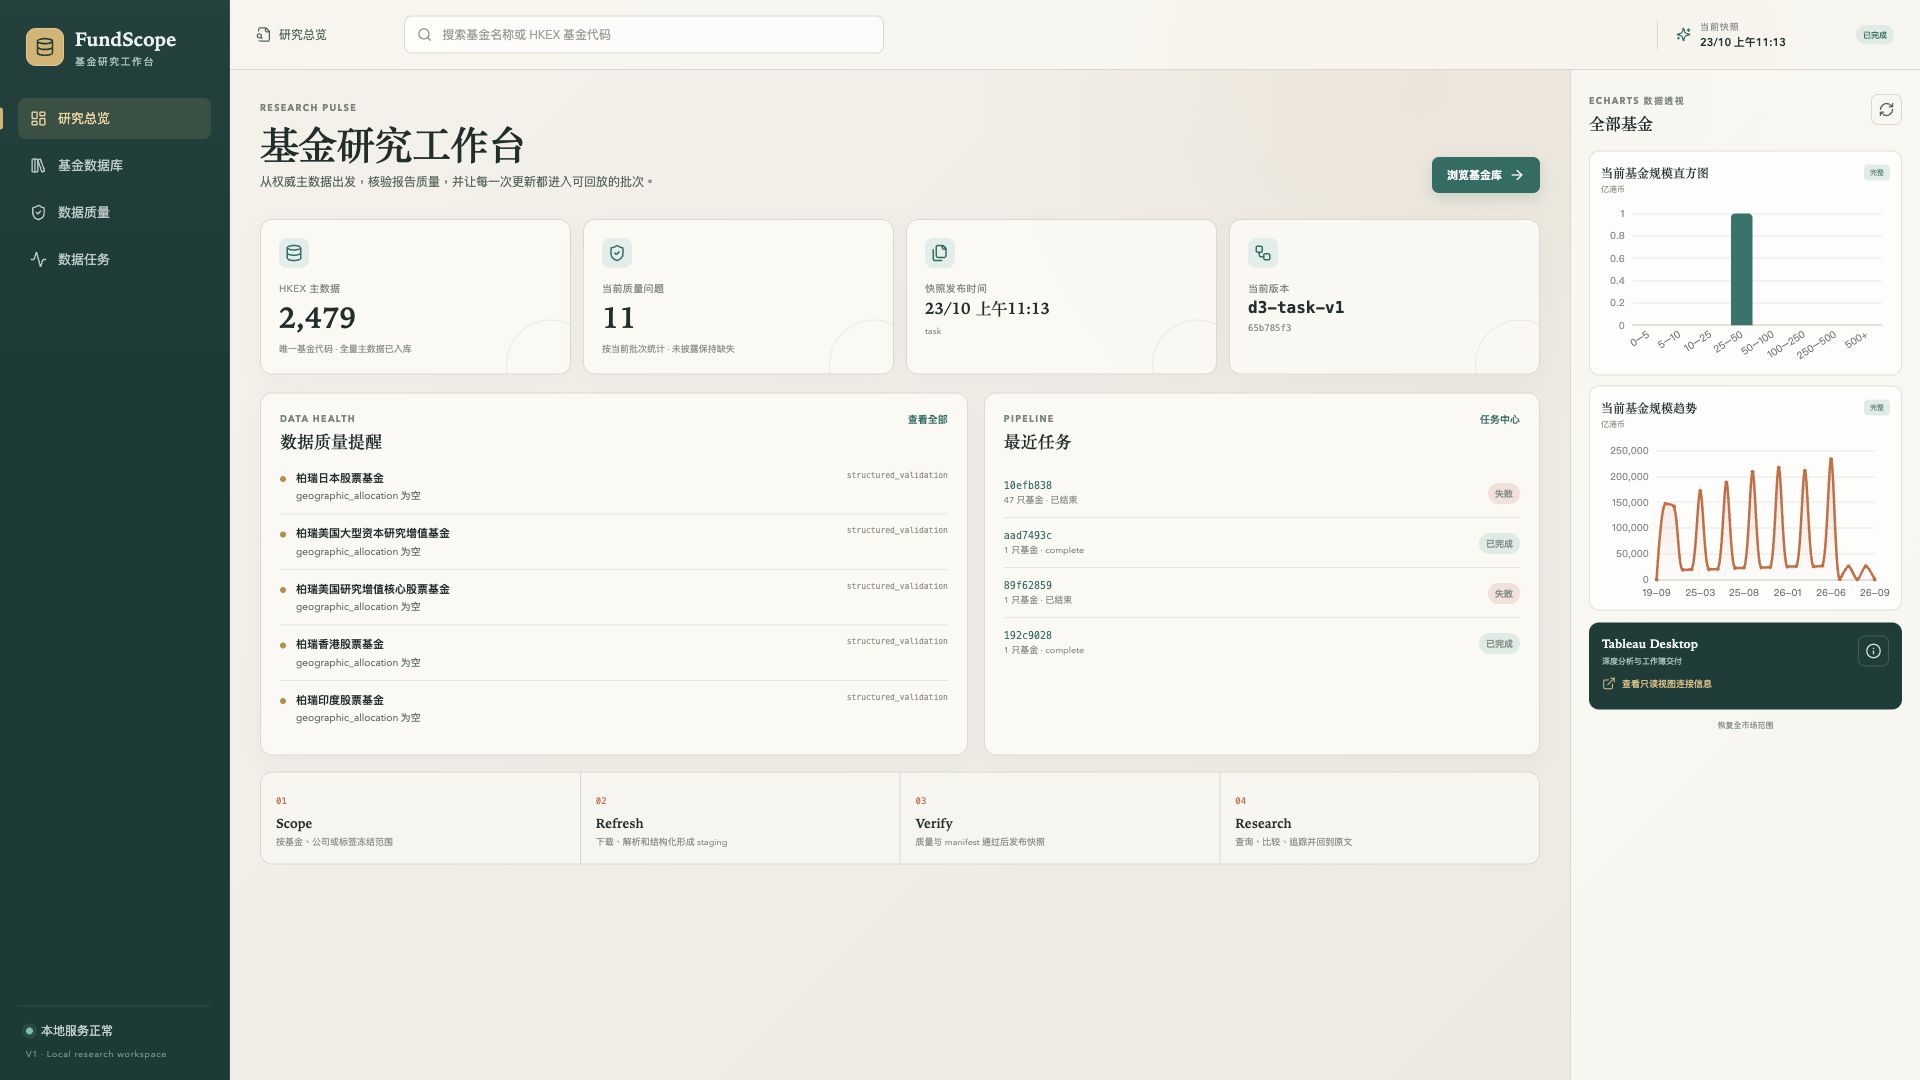 FundScope
基金研究工作台
研究总览
基金数据库
数据质量
数据任务
本地服务正常
V1 · Local research workspace
研究总览
搜索基金名称或 HKEX 基金代码
当前快照
23/10 上午11:13
已完成
RESEARCH PULSE
基金研究工作台
从权威主数据出发，核验报告质量，并让每一次更新都进入可回放的批次。
浏览基金库
HKEX 主数据
2,479
唯一基金代码 · 全量主数据已入库
当前质量问题
11
按当前批次统计 · 未披露保持缺失
快照发布时间
23/10 上午11:13
task
当前版本
d3-task-v1
65b785f3
DATA HEALTH
查看全部
数据质量提醒
柏瑞日本股票基金
structured_validation
geographic_allocation 为空
柏瑞美国大型资本研究增值基金
structured_validation
geographic_allocation 为空
柏瑞美国研究增值核心股票基金
structured_validation
geographic_allocation 为空
柏瑞香港股票基金
structured_validation
geographic_allocation 为空
柏瑞印度股票基金
structured_validation
geographic_allocation 为空
PIPELINE
任务中心
最近任务
10efb838
47 只基金 · 已结束
失败
aad7493c
1 只基金 · complete
已完成
89f62859
1 只基金 · 已结束
失败
192c9028
1 只基金 · complete
已完成
01
Scope
按基金、公司或标签冻结范围
02
Refresh
下载、解析和结构化形成 staging
03
Verify
质量与 manifest 通过后发布快照
04
Research
查询、比较、追踪并回到原文
ECHARTS 数据透视
全部基金
当前基金规模直方图
完整
亿港币
1
0.8
0.6
0.4
0.2
0
0–5
5–10
10–25
25–50
50–100
100–250
250–500
500+
当前基金规模趋势
完整
亿港币
250,000
200,000
150,000
100,000
50,000
0
19–09
25–03
25–08
26–01
26–06
26–09
Tableau Desktop
深度分析与工作簿交付
查看只读视图连接信息
恢复全市场范围